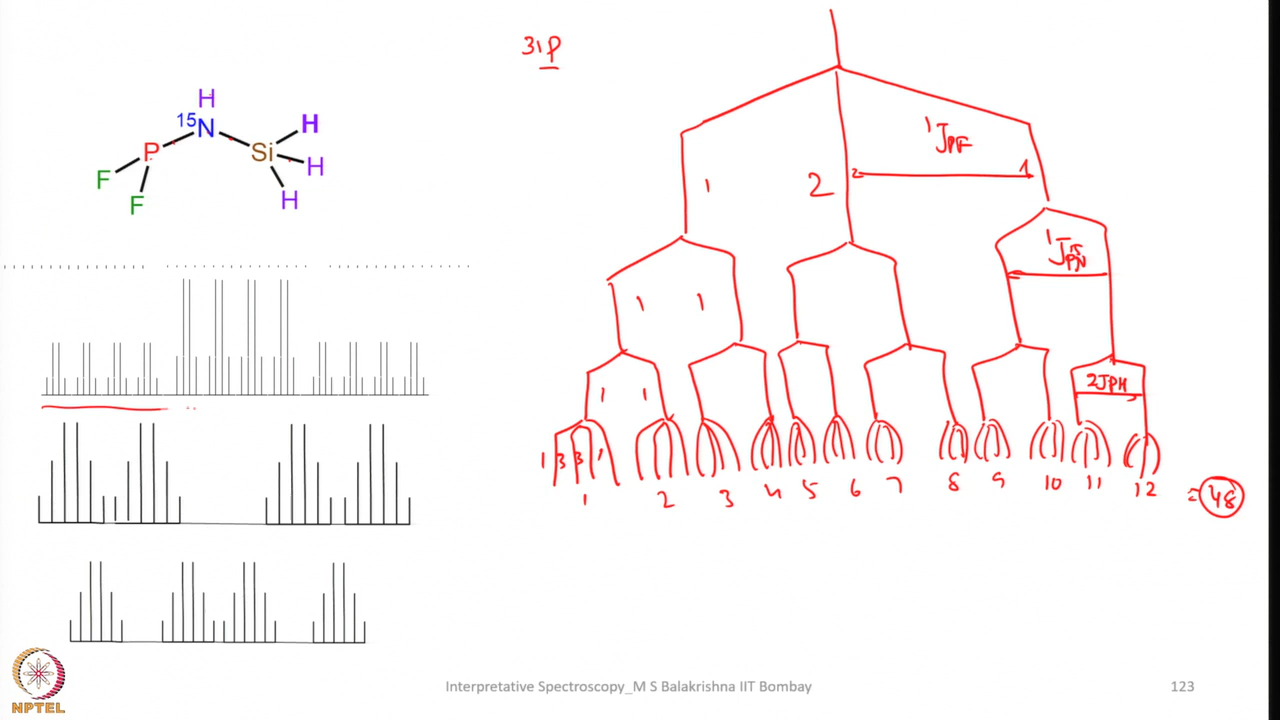 31P
H
15N
H
P
Si
H
F
H
F
1JPF
2
1
1
2
1JP15N
1
1
2JPH
1
1
1
3
3
1
1
2
3
4
5
6
7
8
9
10
11
12
= 48
NPTEL
Interpretative Spectroscopy_M S Balakrishna IIT Bombay
123